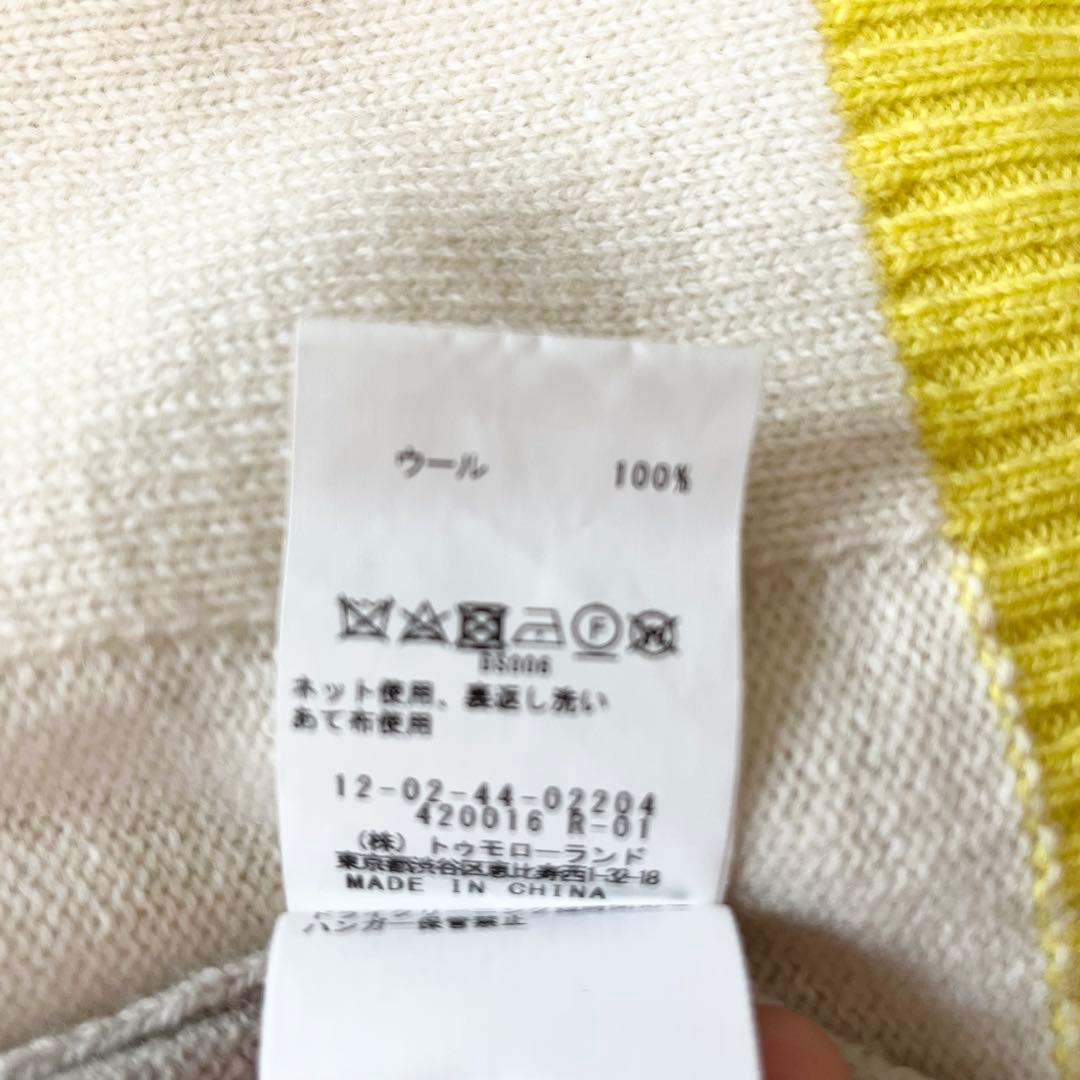 ウール 100%
F
DS006
ネット使用、裏返し洗い
あて布使用
12-02-44-02204
420016 R-01
（株）トゥモローランド
東京都渋谷区恵比寿西1-32-18
MADE IN CHINA
ハンガー保管禁止